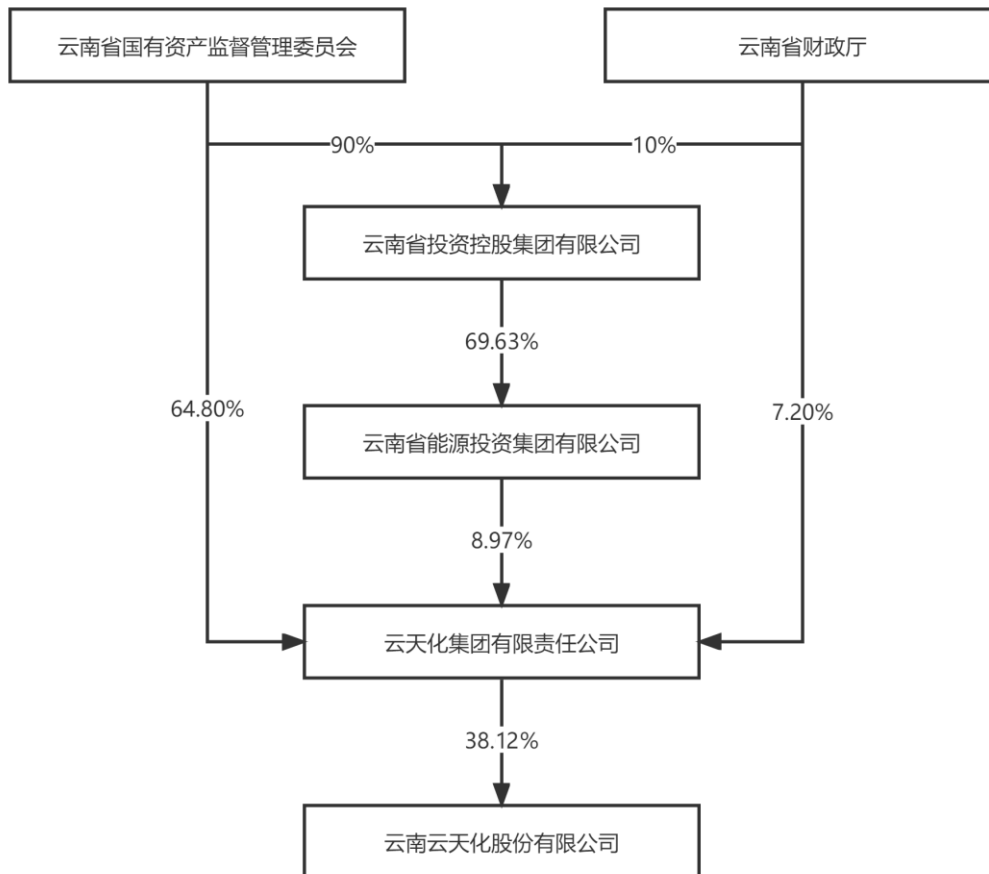 云南省国有资产监督管理委员会
云南省财政厅
90%
10%
云南省投资控股集团有限公司
69.63%
64.80%
7.20%
云南省能源投资集团有限公司
8.97%
云天化集团有限责任公司
38.12%
云南云天化股份有限公司